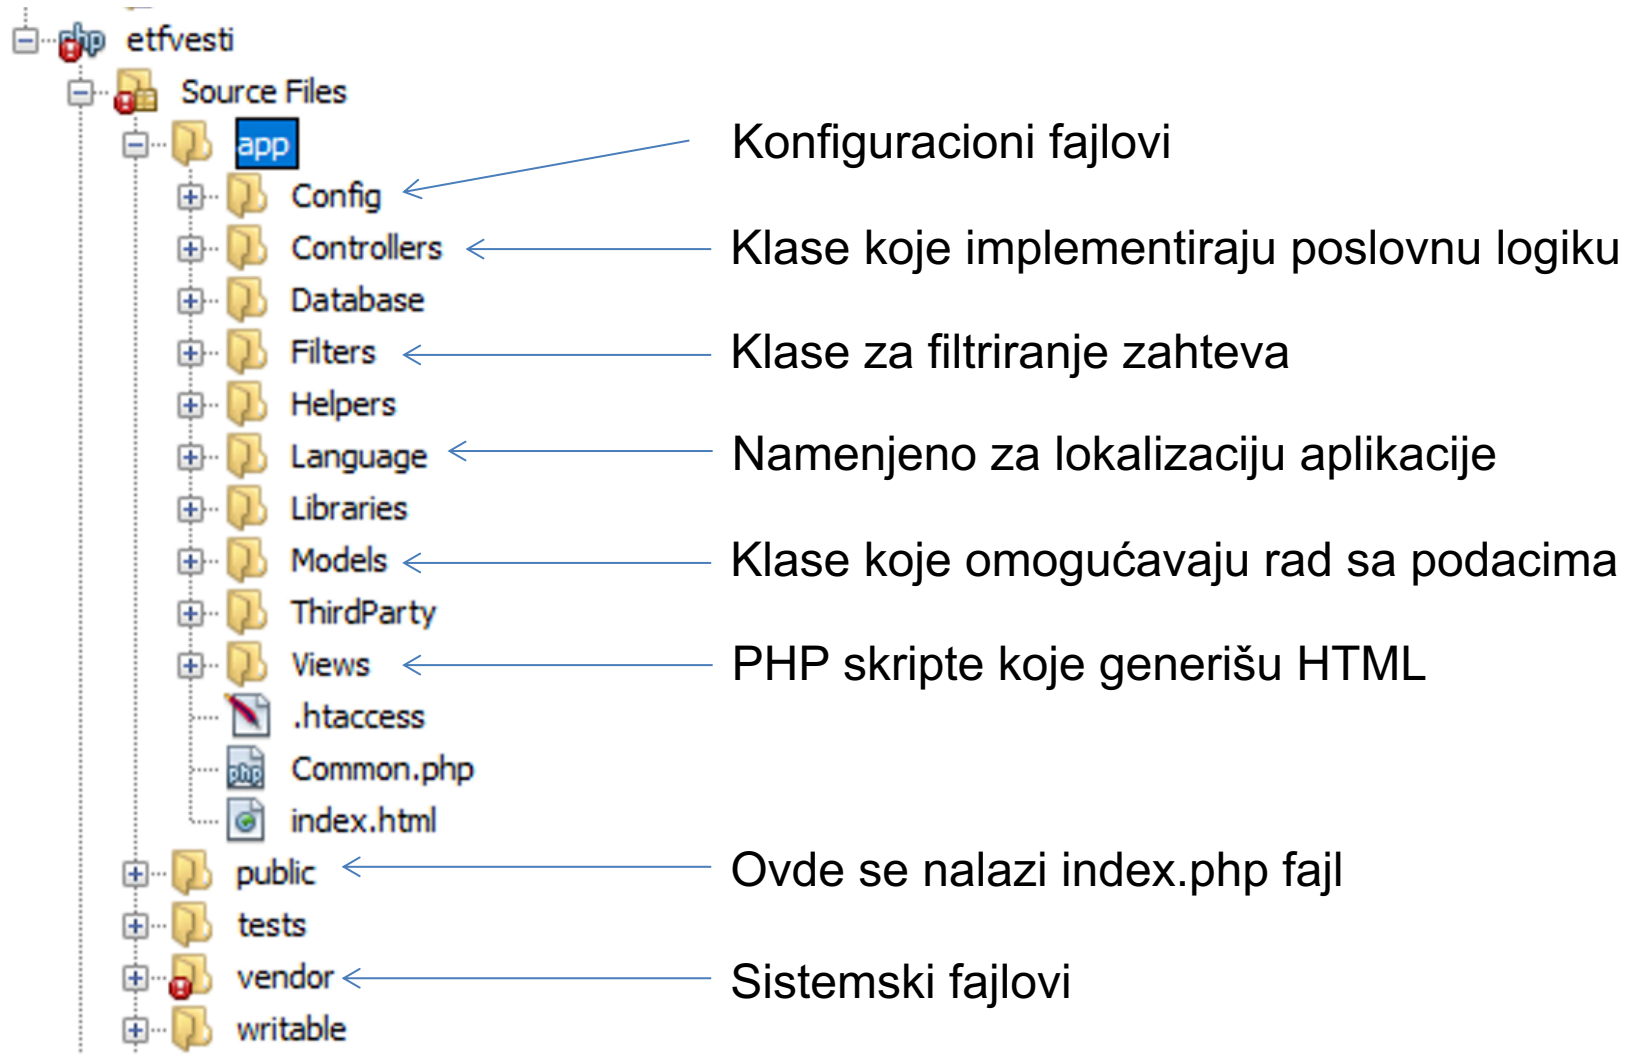 etfvesti
Source Files
app
Konfiguracioni fajlovi
Config
Controllers
Klase koje implementiraju poslovnu logiku
Database
Filters
Klase za filtriranje zahteva
Helpers
Language
Namenjeno za lokalizaciju aplikacije
Libraries
Models
Klase koje omogućavaju rad sa podacima
ThirdParty
Views
PHP skripte koje generišu HTML
.htaccess
Common.php
index.html
public
Ovde se nalazi index.php fajl
tests
vendor
Sistemski fajlovi
writable